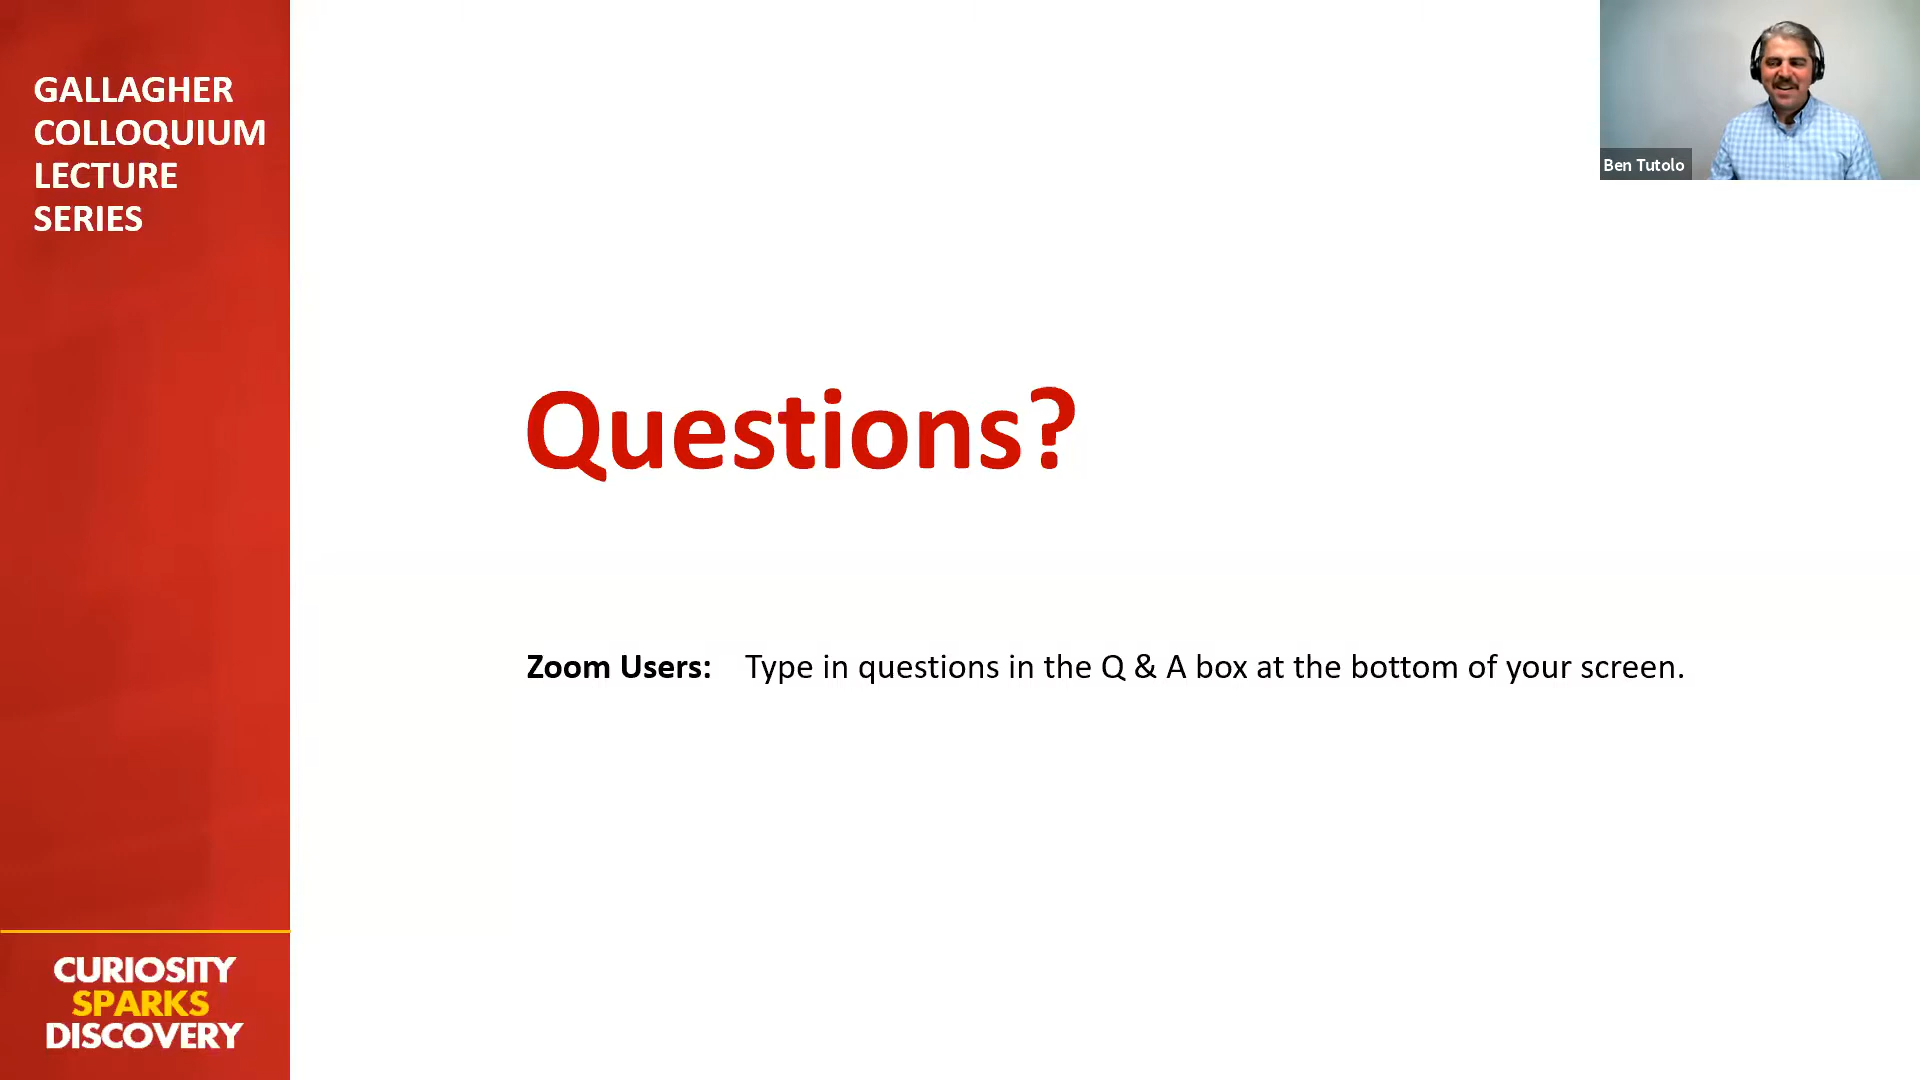 GALLAGHER
COLLOQUIUM
LECTURE
SERIES
Ben Tutolo
Questions?
Zoom Users: Type in questions in the Q & A box at the bottom of your screen.
CURIOSITY
SPARKS
DISCOVERY